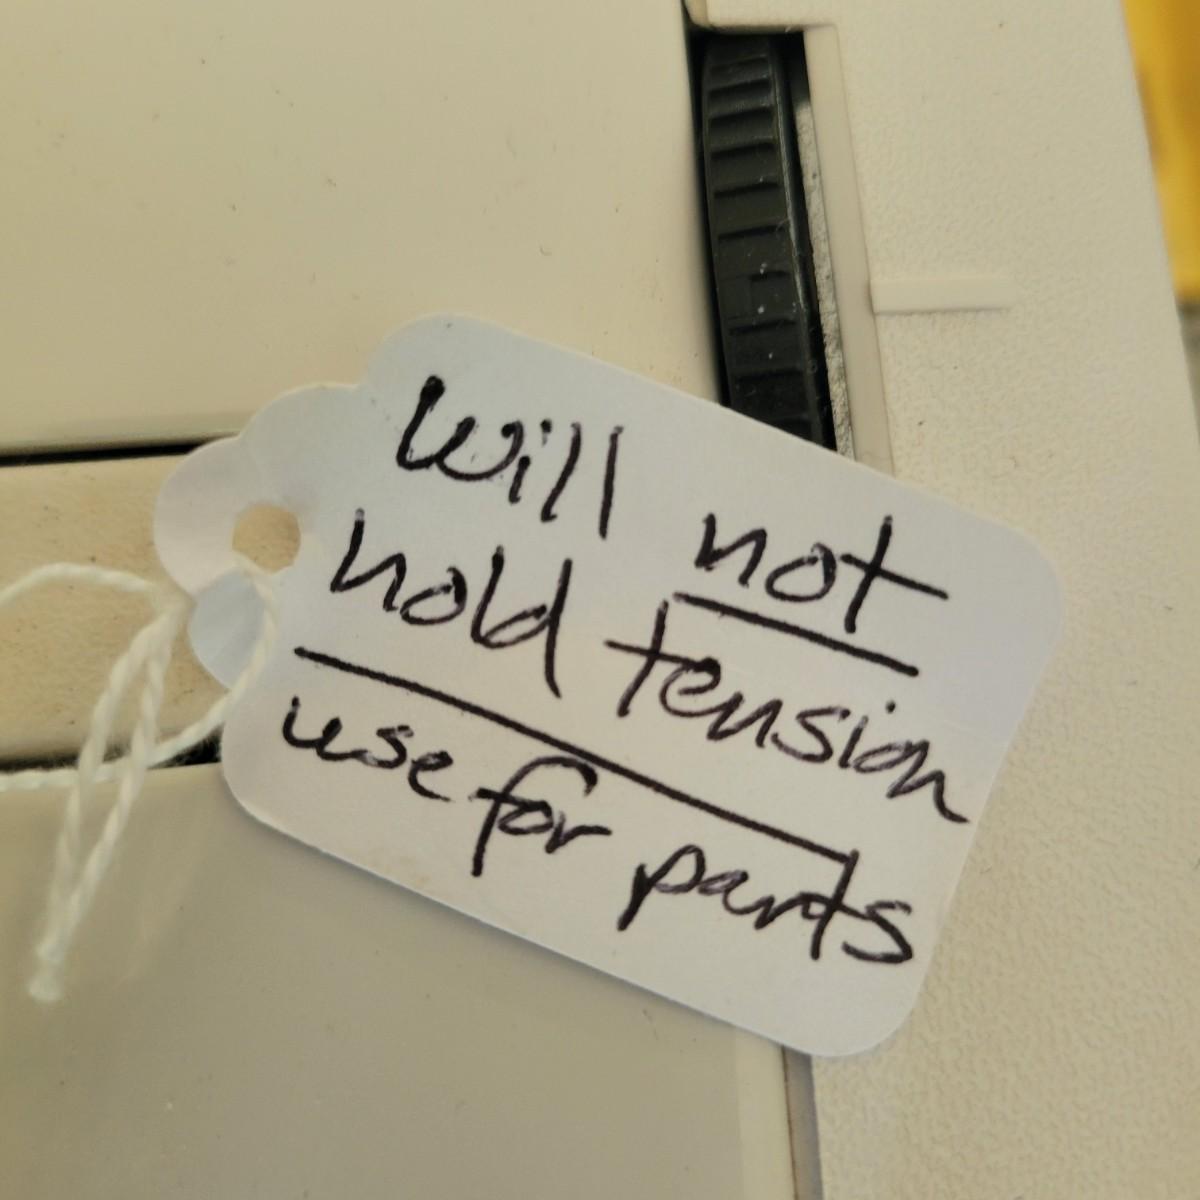 will not
hold tension
use for parts